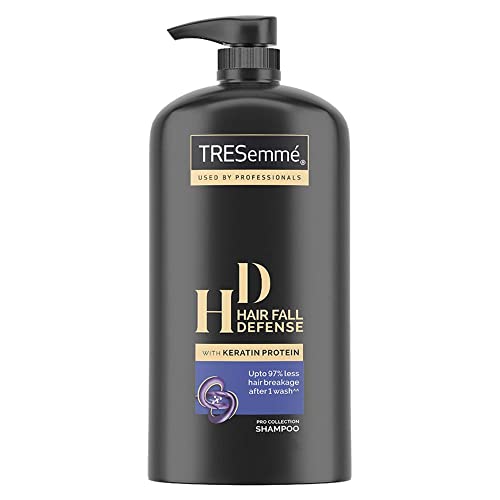 TRESemmé®
USED BY PROFESSIONALS
HD
HAIR FALL
DEFENSE
WITH KERATIN PROTEIN
Upto 97% less
hair breakage
after 1 wash^^
PRO COLLECTION
SHAMPOO